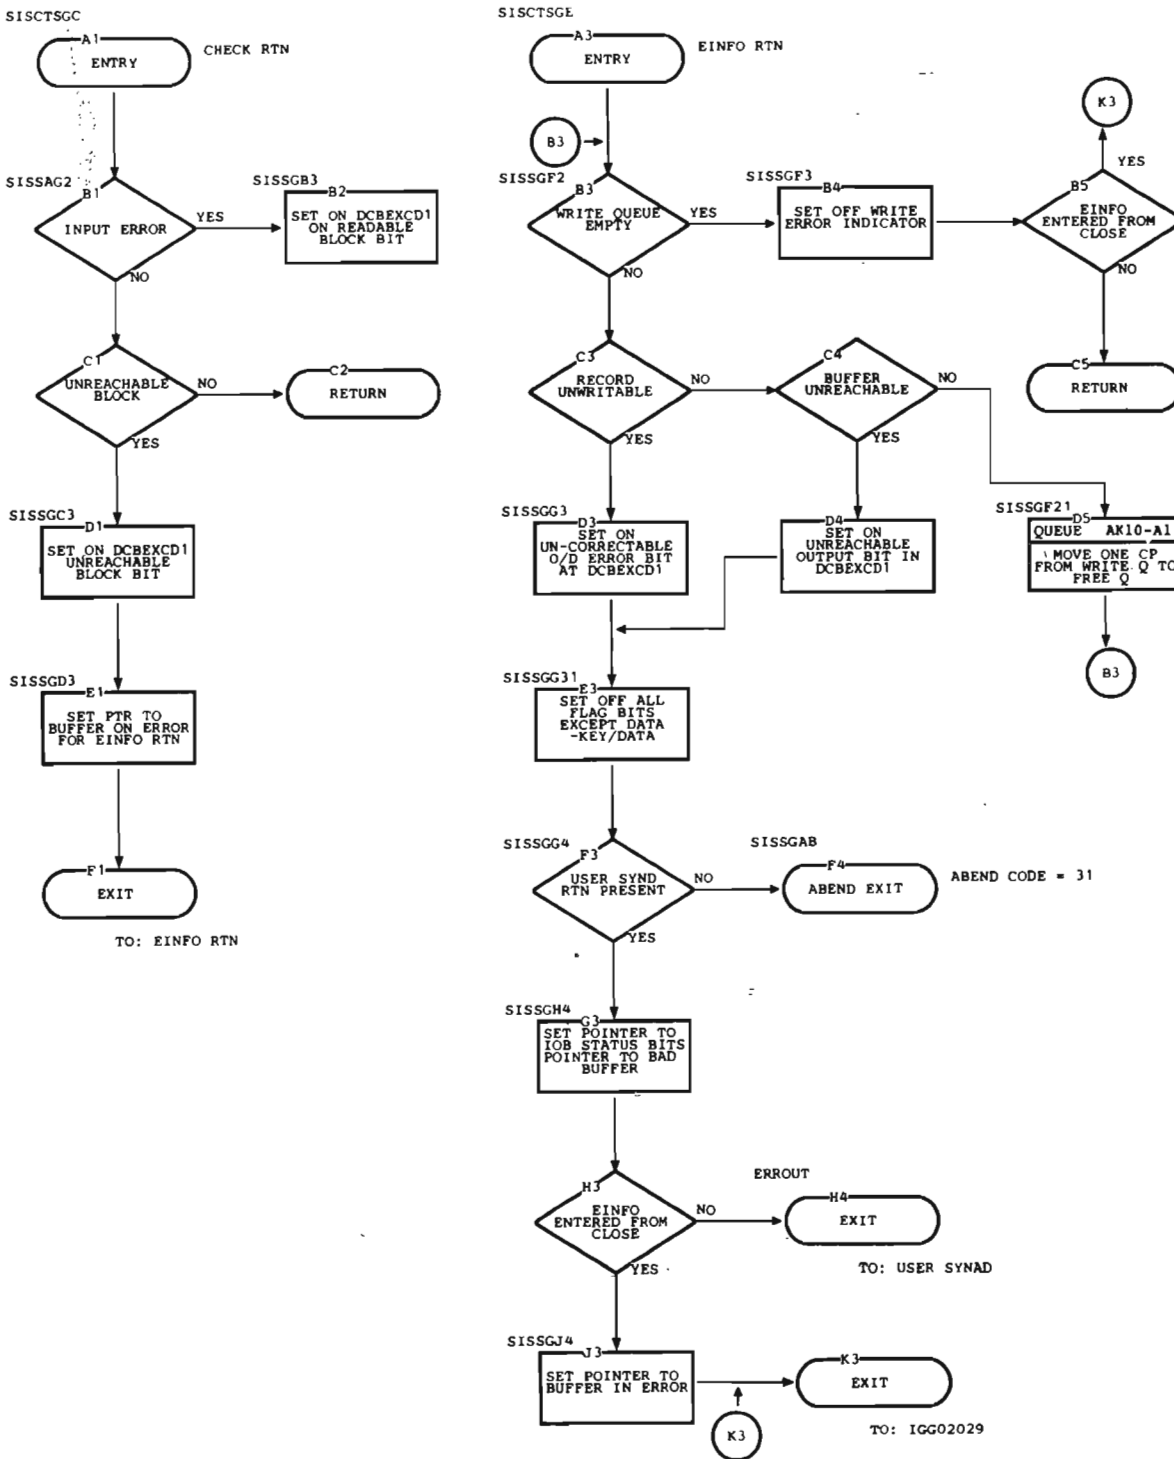 SISCTSGC
A1
ENTRY
CHECK RTN
SISSAG2
B1
INPUT ERROR
YES
NO
SISSGB3
B2
SET ON DCBEXCD1
ON READABLE
BLOCK BIT
C1
UNREACHABLE
BLOCK
NO
YES
C2
RETURN
SISSGC3
D1
SET ON DCBEXCD1
UNREACHABLE
BLOCK BIT
SISSGD3
E1
SET PTR TO
BUFFER ON ERROR
FOR EINFO RTN
F1
EXIT
TO: EINFO RTN
SISCTSGE
A3
ENTRY
EINFO RTN
B3
SISSGF2
B3
WRITE QUEUE
EMPTY
YES
NO
SISSGF3
B4
SET OFF WRITE
ERROR INDICATOR
K3
YES
B5
EINFO
ENTERED FROM
CLOSE
NO
C5
RETURN
C3
RECORD
UNWRITABLE
NO
YES
C4
BUFFER
UNREACHABLE
NO
YES
SISSGG3
D3
SET ON
UN-CORRECTABLE
O/D ERROR BIT
AT DCBEXCD1
D4
SET ON
UNREACHABLE
OUTPUT BIT IN
DCBEXCD1
SISSGF21
D5
QUEUE AK10-A1
MOVE ONE CP
FROM WRITE Q TO
FREE Q
B3
SISSGG31
E3
SET OFF ALL
FLAG BITS
EXCEPT DATA
-KEY/DATA
SISSGG4
F3
USER SYND
RTN PRESENT
NO
YES
SISSGAB
F4
ABEND EXIT
ABEND CODE = 31
SISSGH4
G3
SET POINTER TO
IOB STATUS BITS
POINTER TO BAD
BUFFER
H3
EINFO
ENTERED FROM
CLOSE
NO
YES
ERROUT
H4
EXIT
TO: USER SYNAD
SISSGJ4
J3
SET POINTER TO
BUFFER IN ERROR
K3
K3
EXIT
TO: IGG02029